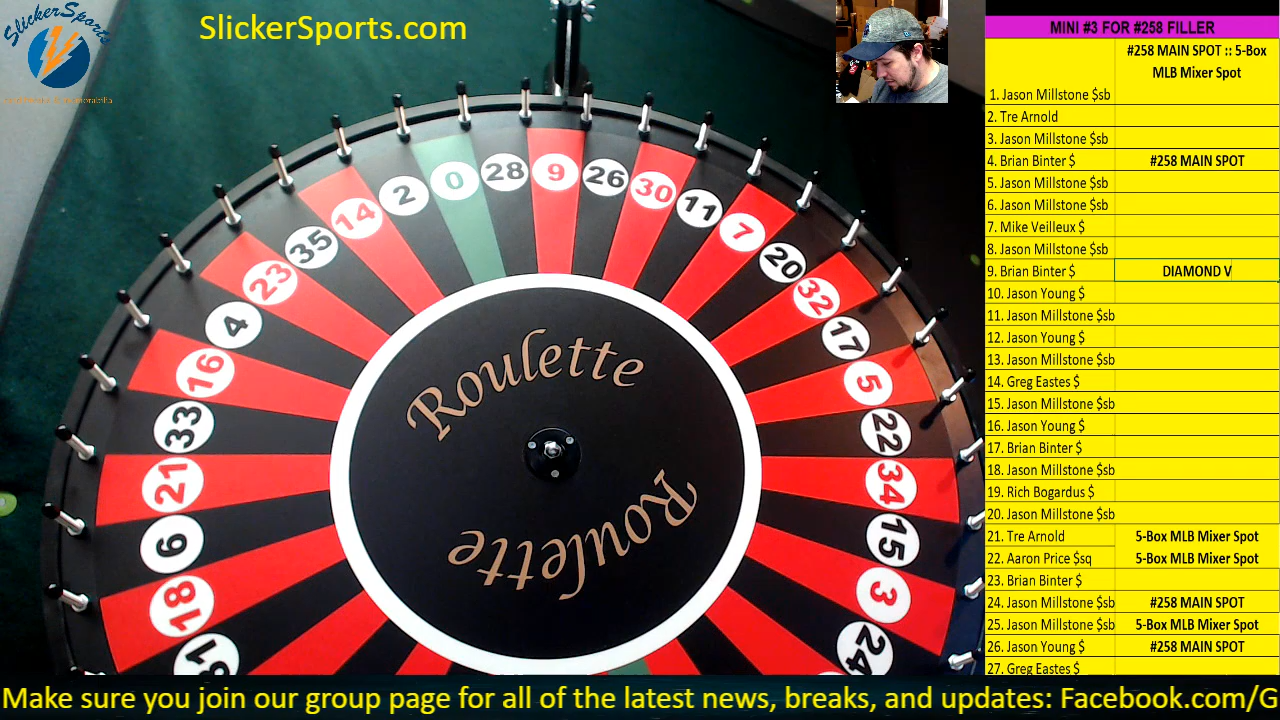 SlickerSports
SlickerSports.com
MINI #3 FOR #258 FILLER
#258 MAIN SPOT :: 5-Box
MLB Mixer Spot
1. Jason Millstone $sb
2. Tre Arnold
3. Jason Millstone $sb
4. Brian Binter $ #258 MAIN SPOT
5. Jason Millstone $sb
6. Jason Millstone $sb
7. Mike Veilleux $
8. Jason Millstone $sb
9. Brian Binter $ DIAMOND V
10. Jason Young $
11. Jason Millstone $sb
12. Jason Young $
13. Jason Millstone $sb
14. Greg Eastes $
15. Jason Millstone $sb
16. Jason Young $
17. Brian Binter $
18. Jason Millstone $sb
19. Rich Bogardus $
20. Jason Millstone $sb
21. Tre Arnold 5-Box MLB Mixer Spot
22. Aaron Price $sq 5-Box MLB Mixer Spot
23. Brian Binter $
24. Jason Millstone $sb #258 MAIN SPOT
25. Jason Millstone $sb 5-Box MLB Mixer Spot
26. Jason Young $ #258 MAIN SPOT
27. Greg Eastes $
18
6
21
33
16
4
23
35
14
2
0
28
9
26
30
11
7
20
32
17
5
22
34
15
3
24
Roulette
Roulette
Make sure you join our group page for all of the latest news, breaks, and updates: Facebook.com/G